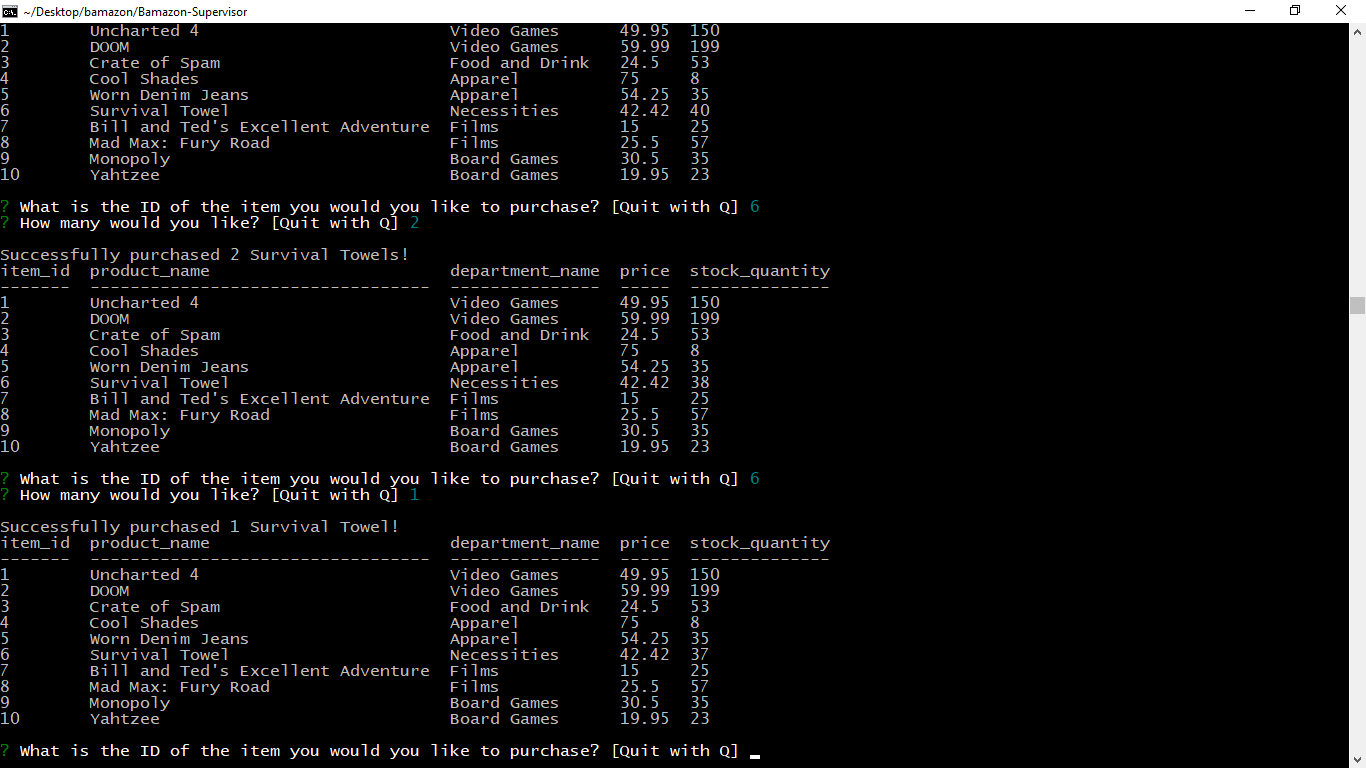 ~/Desktop/bamazon/Bamazon-Supervisor
1        Uncharted 4                         Video Games      49.95  150
2        DOOM                                Video Games      59.99  199
3        Crate of Spam                       Food and Drink   24.5   53
4        Cool Shades                         Apparel          75     8
5        Worn Denim Jeans                    Apparel          54.25  35
6        Survival Towel                      Necessities      42.42  40
7        Bill and Ted's Excellent Adventure  Films            15     25
8        Mad Max: Fury Road                  Films            25.5   57
9        Monopoly                            Board Games      30.5   35
10       Yahtzee                             Board Games      19.95  23
? What is the ID of the item you would you like to purchase? [Quit with Q] 6
? How many would you like? [Quit with Q] 2
Successfully purchased 2 Survival Towels!
item_id  product_name                        department_name  price  stock_quantity
-------  ----------------------------------  ---------------  -----  --------------
1        Uncharted 4                         Video Games      49.95  150
2        DOOM                                Video Games      59.99  199
3        Crate of Spam                       Food and Drink   24.5   53
4        Cool Shades                         Apparel          75     8
5        Worn Denim Jeans                    Apparel          54.25  35
6        Survival Towel                      Necessities      42.42  38
7        Bill and Ted's Excellent Adventure  Films            15     25
8        Mad Max: Fury Road                  Films            25.5   57
9        Monopoly                            Board Games      30.5   35
10       Yahtzee                             Board Games      19.95  23
? What is the ID of the item you would you like to purchase? [Quit with Q] 6
? How many would you like? [Quit with Q] 1
Successfully purchased 1 Survival Towel!
item_id  product_name                        department_name  price  stock_quantity
-------  ----------------------------------  ---------------  -----  --------------
1        Uncharted 4                         Video Games      49.95  150
2        DOOM                                Video Games      59.99  199
3        Crate of Spam                       Food and Drink   24.5   53
4        Cool Shades                         Apparel          75     8
5        Worn Denim Jeans                    Apparel          54.25  35
6        Survival Towel                      Necessities      42.42  37
7        Bill and Ted's Excellent Adventure  Films            15     25
8        Mad Max: Fury Road                  Films            25.5   57
9        Monopoly                            Board Games      30.5   35
10       Yahtzee                             Board Games      19.95  23
? What is the ID of the item you would you like to purchase? [Quit with Q]